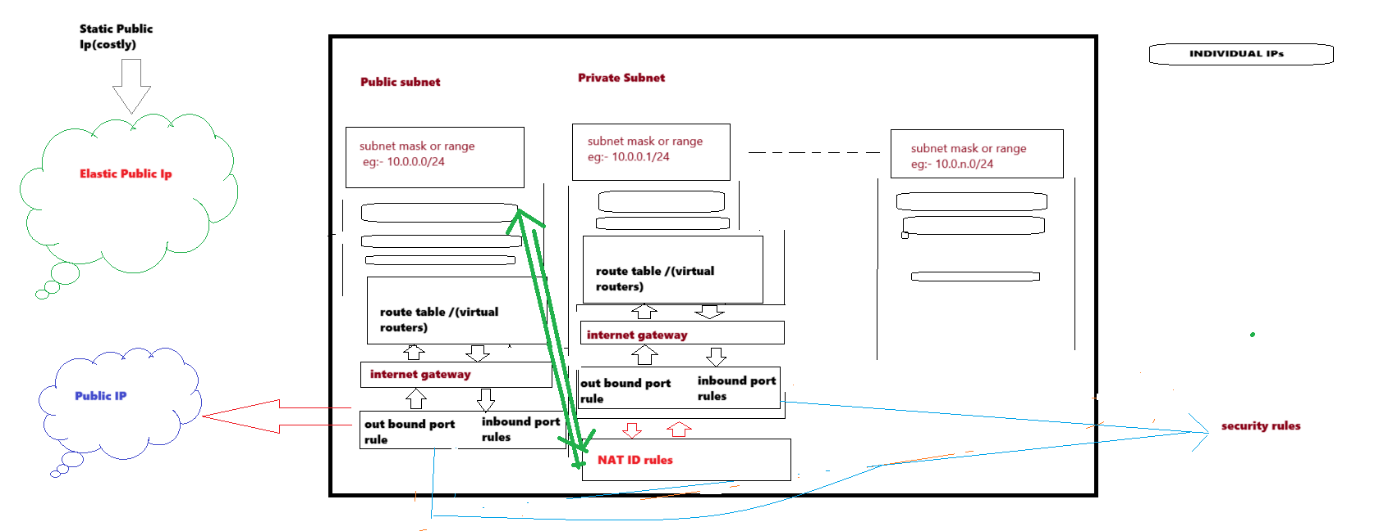 Static Public
Ip(costly)
Elastic Public Ip
Public IP
Public subnet
subnet mask or range
eg:- 10.0.0.0/24
route table /(virtual
routers)
internet gateway
out bound port
rule
inbound port
rules
Private Subnet
subnet mask or range
eg:- 10.0.0.1/24
route table /(virtual
routers)
internet gateway
out bound port
rule
inbound port
rules
NAT ID rules
subnet mask or range
eg:- 10.0.n.0/24
INDIVIDUAL IPs
security rules